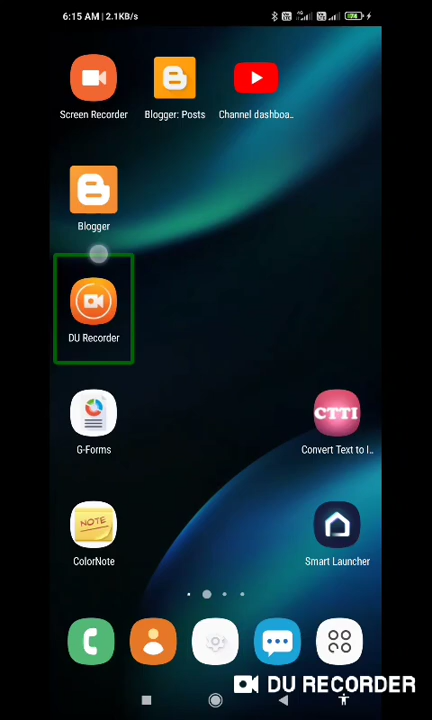 6:15 AM | 2.1KB/s
Screen Recorder
Blogger: Posts
Channel dashboa..
Blogger
DU Recorder
G-Forms
CTTI
Convert Text to I..
NOTE
ColorNote
Smart Launcher
DU RECORDER